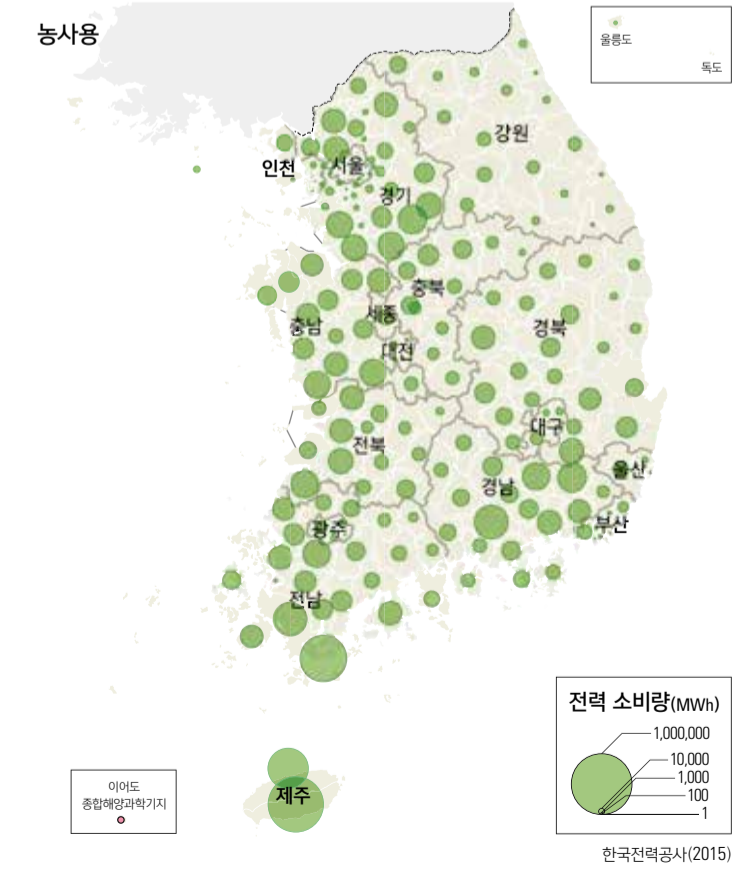 농사용
울릉도
독도
강원
인천
서울
경기
충북
세종
충남
경북
대전
대구
전북
울산
경남
부산
광주
전남
제주
이어도
종합해양과학기지
전력 소비량(MWh)
1,000,000
10,000
1,000
100
1
한국전력공사(2015)